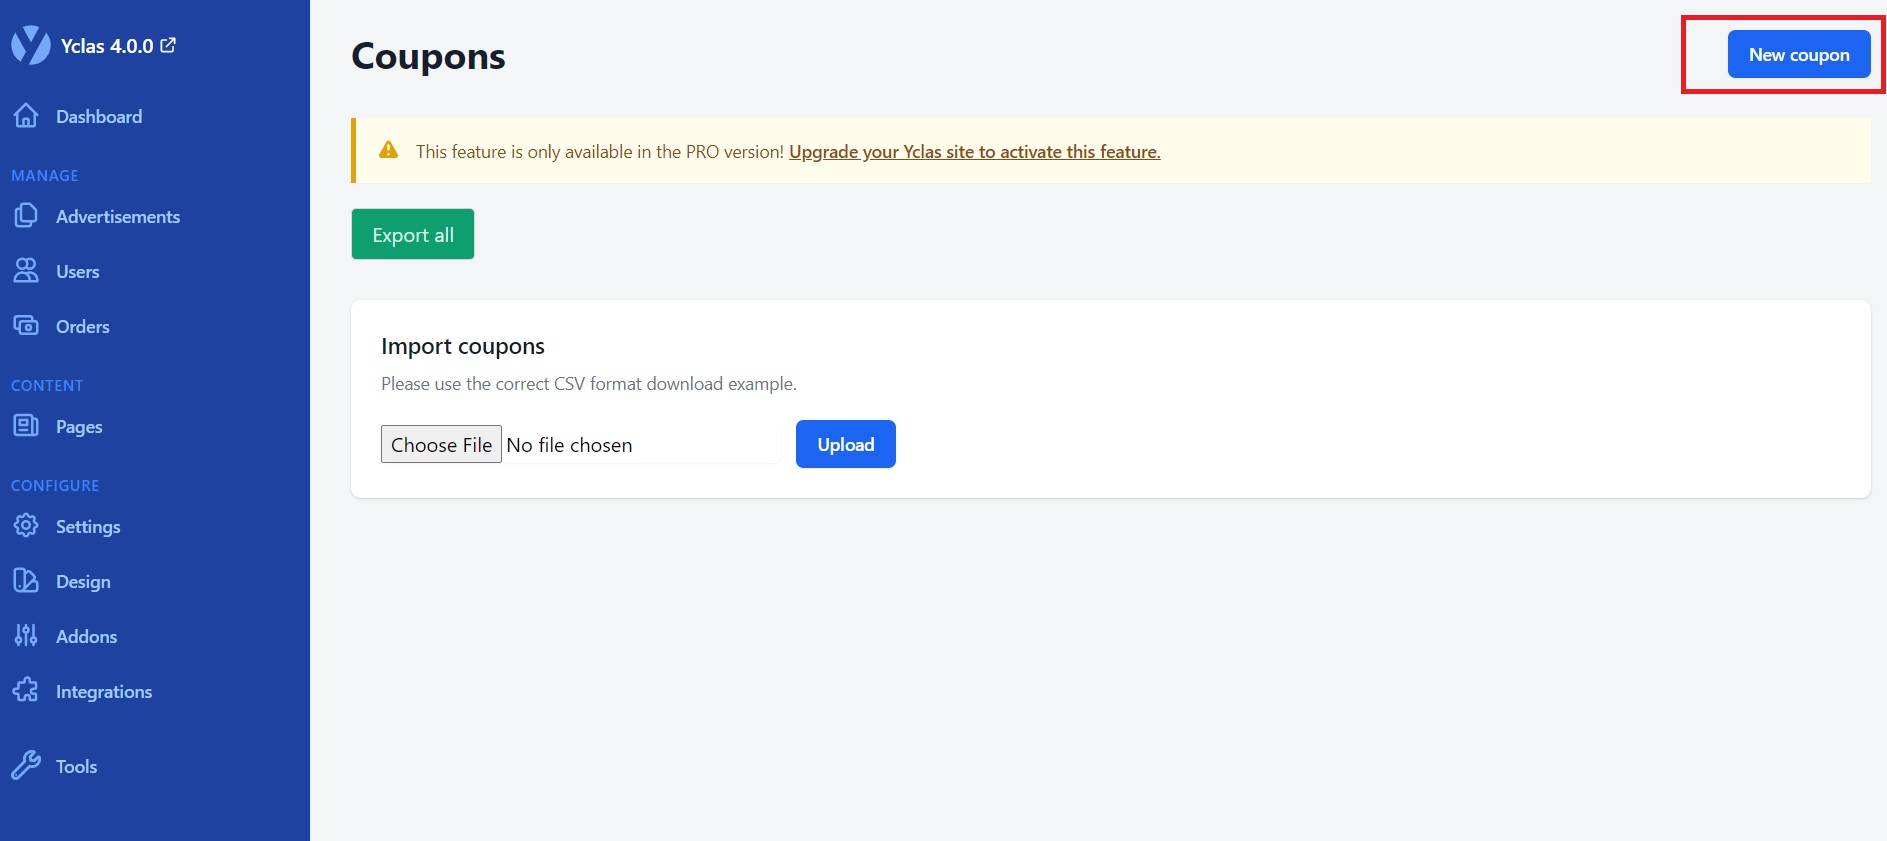 Yclas 4.0.0
Dashboard
MANAGE
Advertisements
Users
Orders
CONTENT
Pages
CONFIGURE
Settings
Design
Addons
Integrations
Tools
Coupons
New coupon
This feature is only available in the PRO version! Upgrade your Yclas site to activate this feature.
Export all
Import coupons
Please use the correct CSV format download example.
Choose File No file chosen
Upload